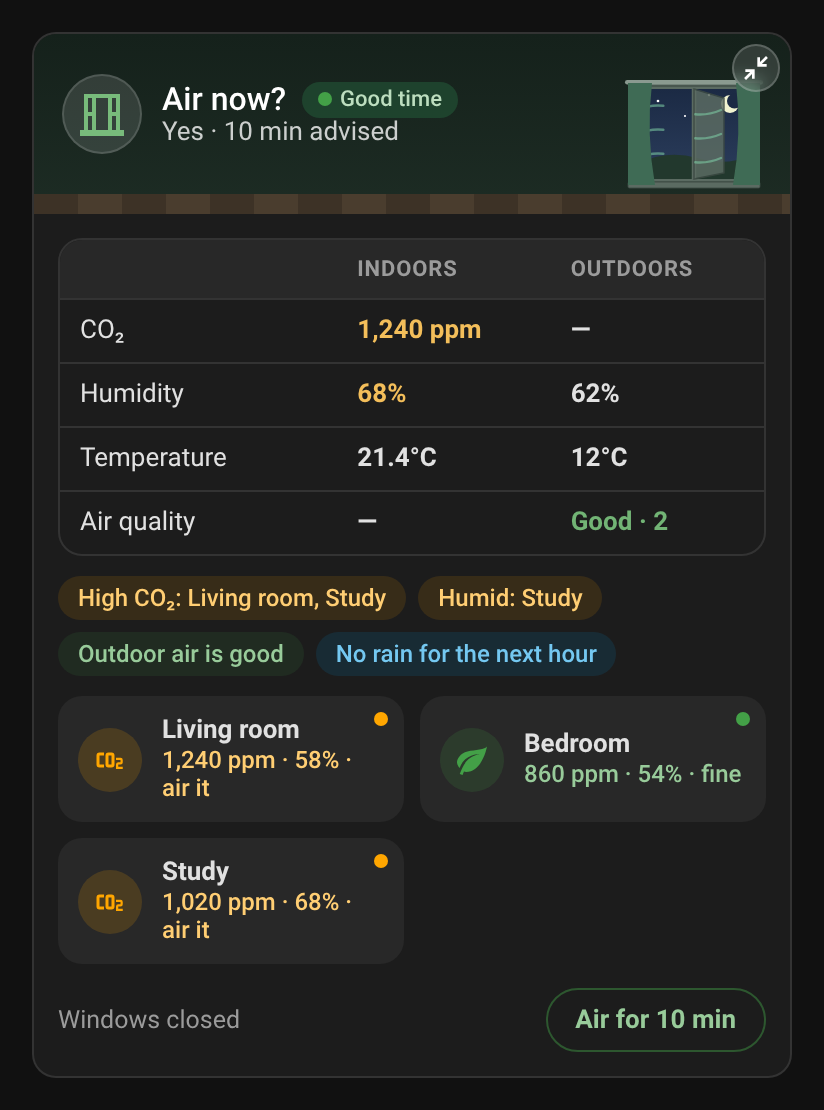 Air now? Good time
Yes · 10 min advised
INDOORS OUTDOORS
CO₂ 1,240 ppm –
Humidity 68% 62%
Temperature 21.4°C 12°C
Air quality – Good · 2
High CO₂: Living room, Study Humid: Study
Outdoor air is good No rain for the next hour
CO₂ Living room
1,240 ppm · 58% ·
air it
Bedroom
860 ppm · 54% · fine
CO₂ Study
1,020 ppm · 68% ·
air it
Windows closed Air for 10 min